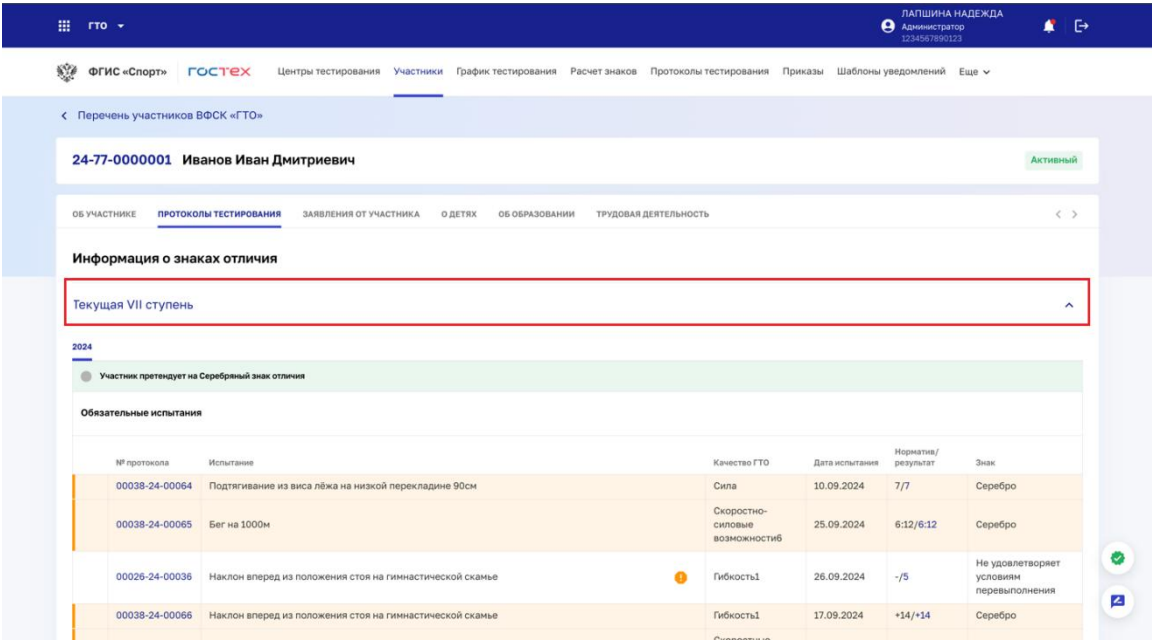 ГТО
ЛАПШИНА НАДЕЖДА
Администратор
1234567890123
ФГИС «Спорт»
ГОСТЕХ
Центры тестирования
Участники
График тестирования
Расчет знаков
Протоколы тестирования
Приказы
Шаблоны уведомлений
Еще
Перечень участников ВФСК «ГТО»
24-77-0000001 Иванов Иван Дмитриевич
Активный
ОБ УЧАСТНИКЕ
ПРОТОКОЛЫ ТЕСТИРОВАНИЯ
ЗАЯВЛЕНИЯ ОТ УЧАСТНИКА
О ДЕТЯХ
ОБ ОБРАЗОВАНИИ
ТРУДОВАЯ ДЕЯТЕЛЬНОСТЬ
Информация о знаках отличия
Текущая VII ступень
2024
Участник претендует на Серебряный знак отличия
Обязательные испытания
№ протокола
Испытание
Качество ГТО
Дата испытания
Норматив/
результат
Знак
00038-24-00064
Подтягивание из виса лёжа на низкой перекладине 90см
Сила
10.09.2024
7/7
Серебро
00038-24-00065
Бег на 1000м
Скоростно-
силовые
возможности6
25.09.2024
6:12/6:12
Серебро
00026-24-00036
Наклон вперед из положения стоя на гимнастической скамье
Гибкость1
26.09.2024
-/5
Не удовлетворяет
условиям
перевыполнения
00038-24-00066
Наклон вперед из положения стоя на гимнастической скамье
Гибкость1
17.09.2024
+14/+14
Серебро